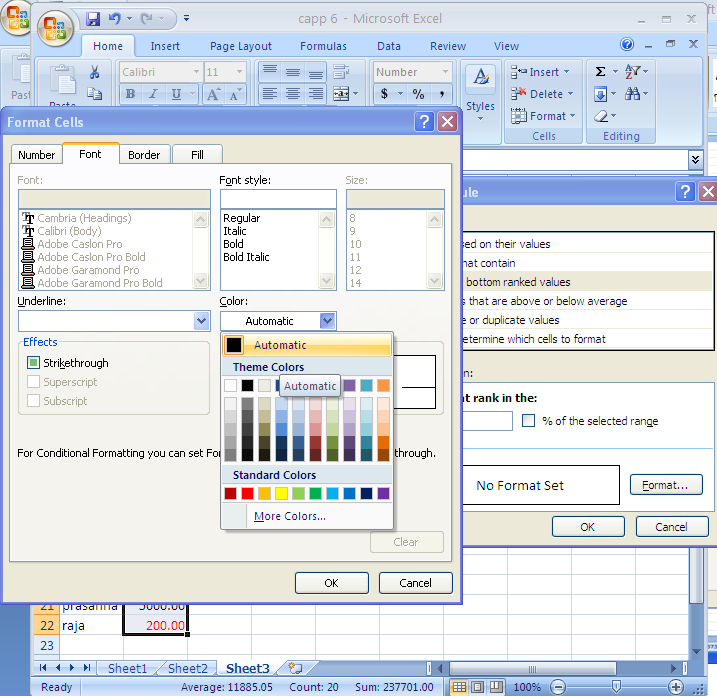 capp 6 - Microsoft Excel
Home Insert Page Layout Formulas Data Review View
Calibri 11 Number Insert
Past Paste B I U A A $ % , Styles Delete
Format
Cells Editing
Format Cells
Number Font Border Fill
Font: Font style: Size:
Cambria (Headings) Regular 8
Calibri (Body) Italic 9
Adobe Caslon Pro Bold 10
Adobe Caslon Pro Bold Bold Italic 11
Adobe Garamond Pro 12
Adobe Garamond Pro Bold 14
Underline: Color:
Automatic
Effects
Strikethrough
Superscript
Subscript
Automatic
Theme Colors
Automatic
Standard Colors
More Colors...
For Conditional Formatting you can set Fo
hrough.
Clear
OK Cancel
ule
sed on their values
hat contain
bottom ranked values
s that are above or below average
e or duplicate values
etermine which cells to format
n:
at rank in the:
% of the selected range
No Format Set Format...
OK Cancel
21 prasanna 5000.00
22 raja 200.00
23
Sheet1 Sheet2 Sheet3
Ready Average: 11885.05 Count: 20 Sum: 237701.00 100%